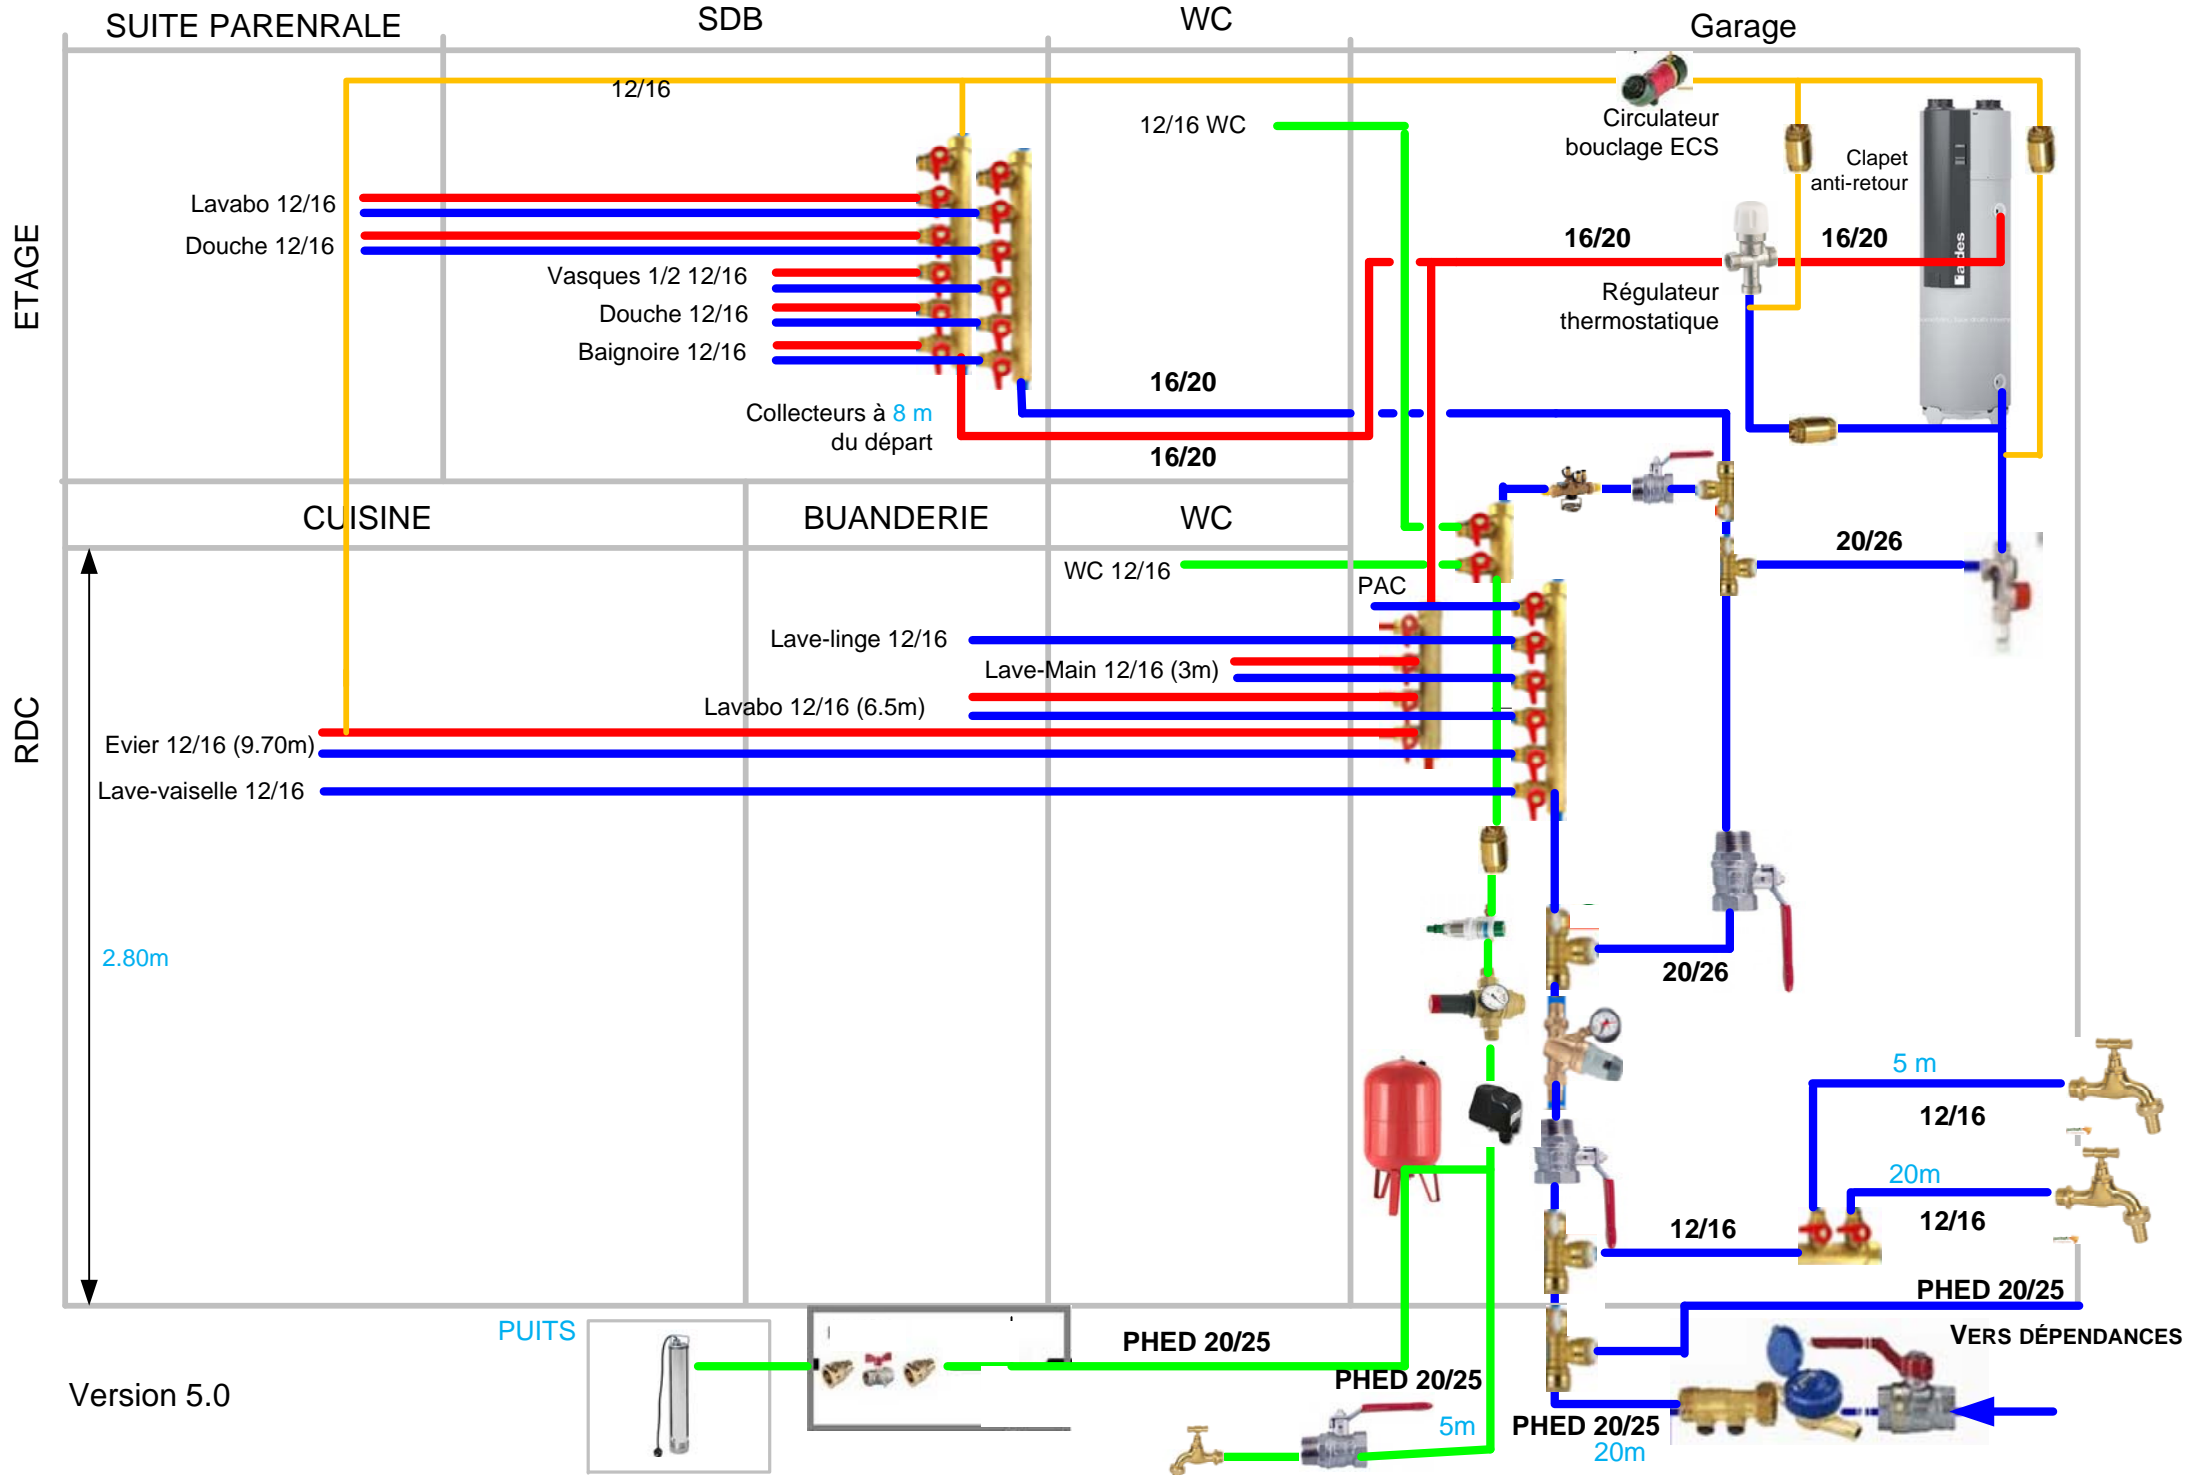 SUITE PARENRALE
SDB
WC
Garage
12/16
12/16 WC
Circulateur
bouclage ECS
Clapet
anti-retour
Lavabo 12/16
Douche 12/16
Vasques 1/2 12/16
Douche 12/16
Baignoire 12/16
16/20
16/20
Régulateur
thermostatique
aldes
ETAGE
Collecteurs à 8 m
du départ
16/20
16/20
CUISINE
BUANDERIE
WC
20/26
WC 12/16
PAC
Lave-linge 12/16
Lave-Main 12/16 (3m)
Lavabo 12/16 (6.5m)
Evier 12/16 (9.70m)
Lave-vaiselle 12/16
RDC
2.80m
20/26
5 m
12/16
20m
12/16
12/16
PHED 20/25
VERS DÉPENDANCES
PUITS
PHED 20/25
PHED 20/25
5m
PHED 20/25
20m
Version 5.0